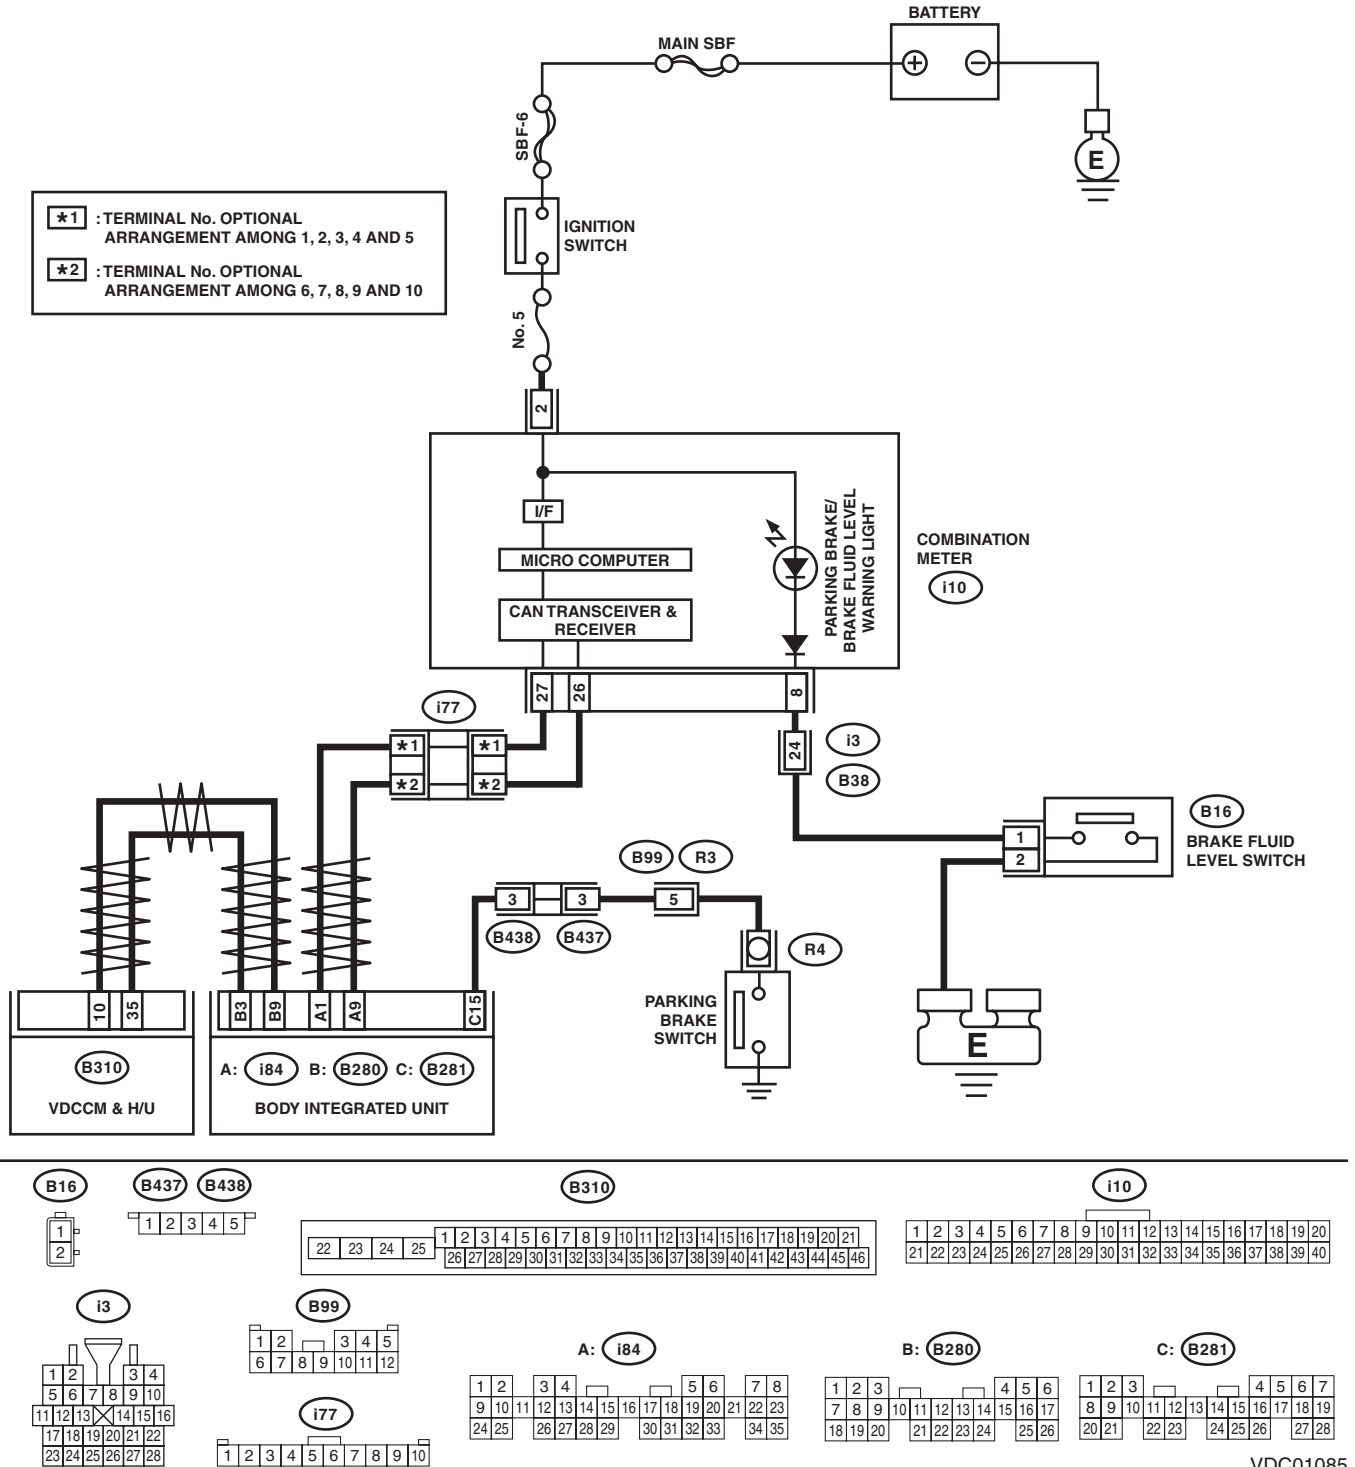 BATTERY
MAIN SBF
SBF-6
E
*1 : TERMINAL No. OPTIONAL
ARRANGEMENT AMONG 1, 2, 3, 4 AND 5
*2 : TERMINAL No. OPTIONAL
ARRANGEMENT AMONG 6, 7, 8, 9 AND 10
IGNITION
SWITCH
No. 5
2
I/F
MICRO COMPUTER
CAN TRANSCEIVER &
RECEIVER
PARKING BRAKE/
BRAKE FLUID LEVEL
WARNING LIGHT
COMBINATION
METER
i10
27 26 8
i77
*1 *1
*2 *2
24
i3
B38
B16
BRAKE FLUID
LEVEL SWITCH
1
2
B99 R3
3 3 5
B438 B437
R4
PARKING
BRAKE
SWITCH
E
10 35 B3 B9 A1 A9 C15
B310
VDCCM & H/U
A: i84 B: B280 C: B281
BODY INTEGRATED UNIT
B16
1
2
B437 B438
1 2 3 4 5
B310
22 23 24 25
1 2 3 4 5 6 7 8 9 10 11 12 13 14 15 16 17 18 19 20 21
26 27 28 29 30 31 32 33 34 35 36 37 38 39 40 41 42 43 44 45 46
i10
1 2 3 4 5 6 7 8 9 10 11 12 13 14 15 16 17 18 19 20
21 22 23 24 25 26 27 28 29 30 31 32 33 34 35 36 37 38 39 40
i3
1 2 3 4
5 6 7 8 9 10
11 12 13 14 15 16
17 18 19 20 21 22
23 24 25 26 27 28
B99
1 2 3 4 5
6 7 8 9 10 11 12
i77
1 2 3 4 5 6 7 8 9 10
A: i84
1 2 3 4 5 6 7 8
9 10 11 12 13 14 15 16 17 18 19 20 21 22 23
24 25 26 27 28 29 30 31 32 33 34 35
B: B280
1 2 3 4 5 6
7 8 9 10 11 12 13 14 15 16 17
18 19 20 21 22 23 24 25 26
C: B281
1 2 3 4 5 6 7
8 9 10 11 12 13 14 15 16 17 18 19
20 21 22 23 24 25 26 27 28
VDC01085